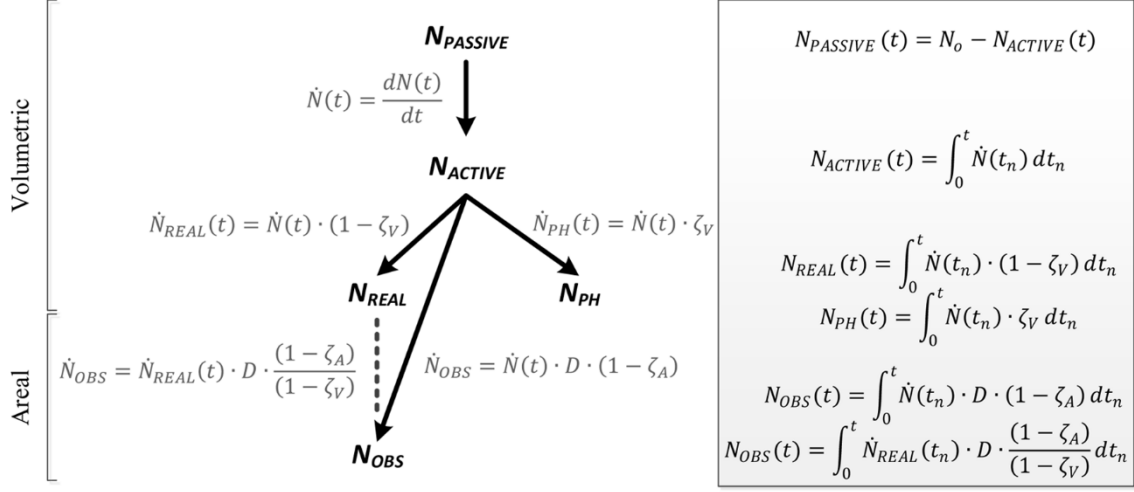 Volumetric
Areal
N_PASSIVE
Ṅ(t) = dN(t)/dt
N_ACTIVE
Ṅ_REAL(t) = Ṅ(t) · (1 − ζ_V)
Ṅ_PH(t) = Ṅ(t) · ζ_V
N_REAL
N_PH
Ṅ_OBS = Ṅ_REAL(t) · D · (1 − ζ_A)/(1 − ζ_V)
Ṅ_OBS = Ṅ(t) · D · (1 − ζ_A)
N_OBS
N_PASSIVE(t) = N_o − N_ACTIVE(t)
N_ACTIVE(t) = ∫_0^t Ṅ(t_n) dt_n
N_REAL(t) = ∫_0^t Ṅ(t_n) · (1 − ζ_V) dt_n
N_PH(t) = ∫_0^t Ṅ(t_n) · ζ_V dt_n
N_OBS(t) = ∫_0^t Ṅ(t_n) · D · (1 − ζ_A) dt_n
N_OBS(t) = ∫_0^t Ṅ_REAL(t_n) · D · (1 − ζ_A)/(1 − ζ_V) dt_n